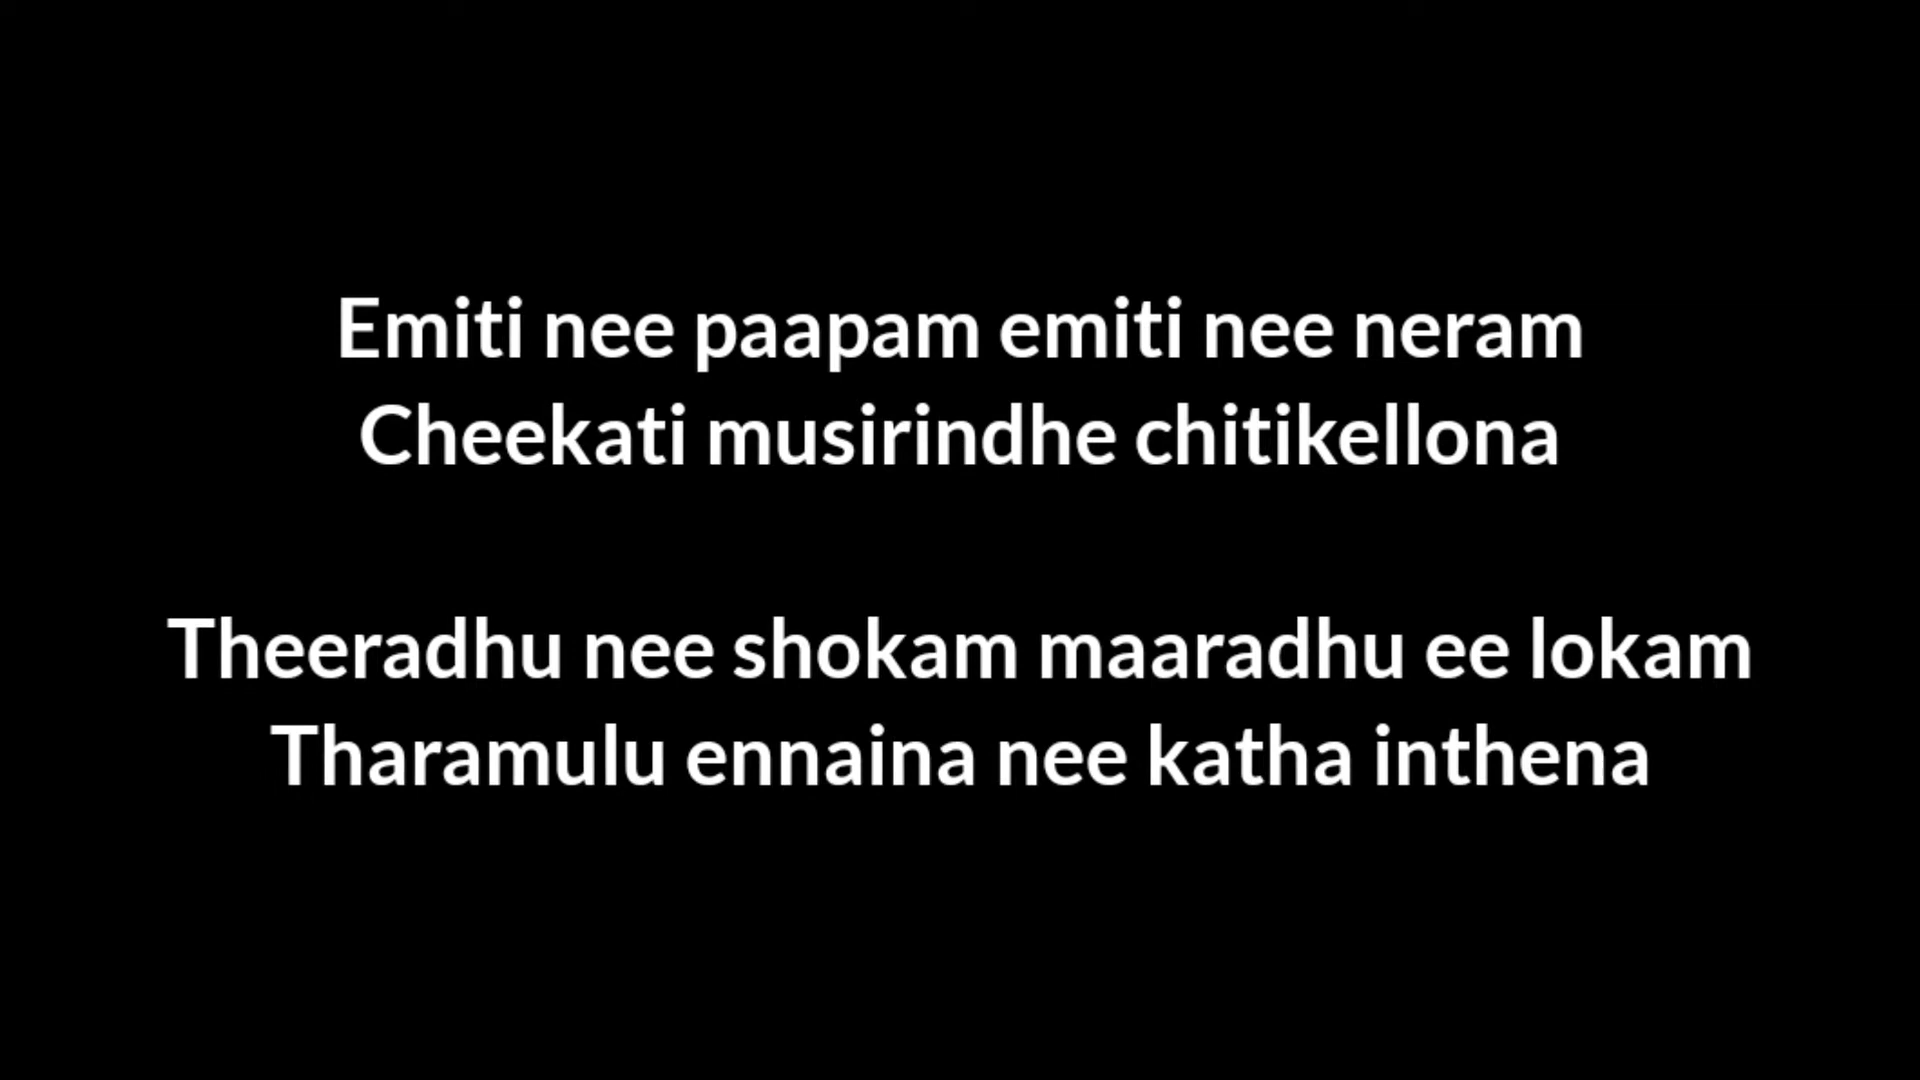 Emiti nee paapam emiti nee neram
Cheekati musirindhe chitikellona
Theeradhu nee shokam maaradhu ee lokam
Tharamulu ennaina nee katha inthena